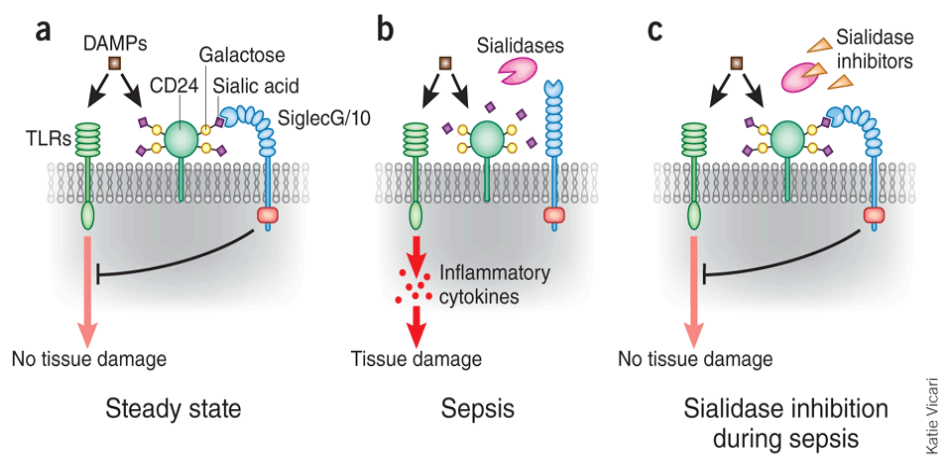 a
DAMPs
Galactose
CD24
Sialic acid
SiglecG/10
TLRs
No tissue damage
Steady state
b
Sialidases
Inflammatory
cytokines
Tissue damage
Sepsis
c
Sialidase
inhibitors
No tissue damage
Sialidase inhibition
during sepsis
Katie Vicari